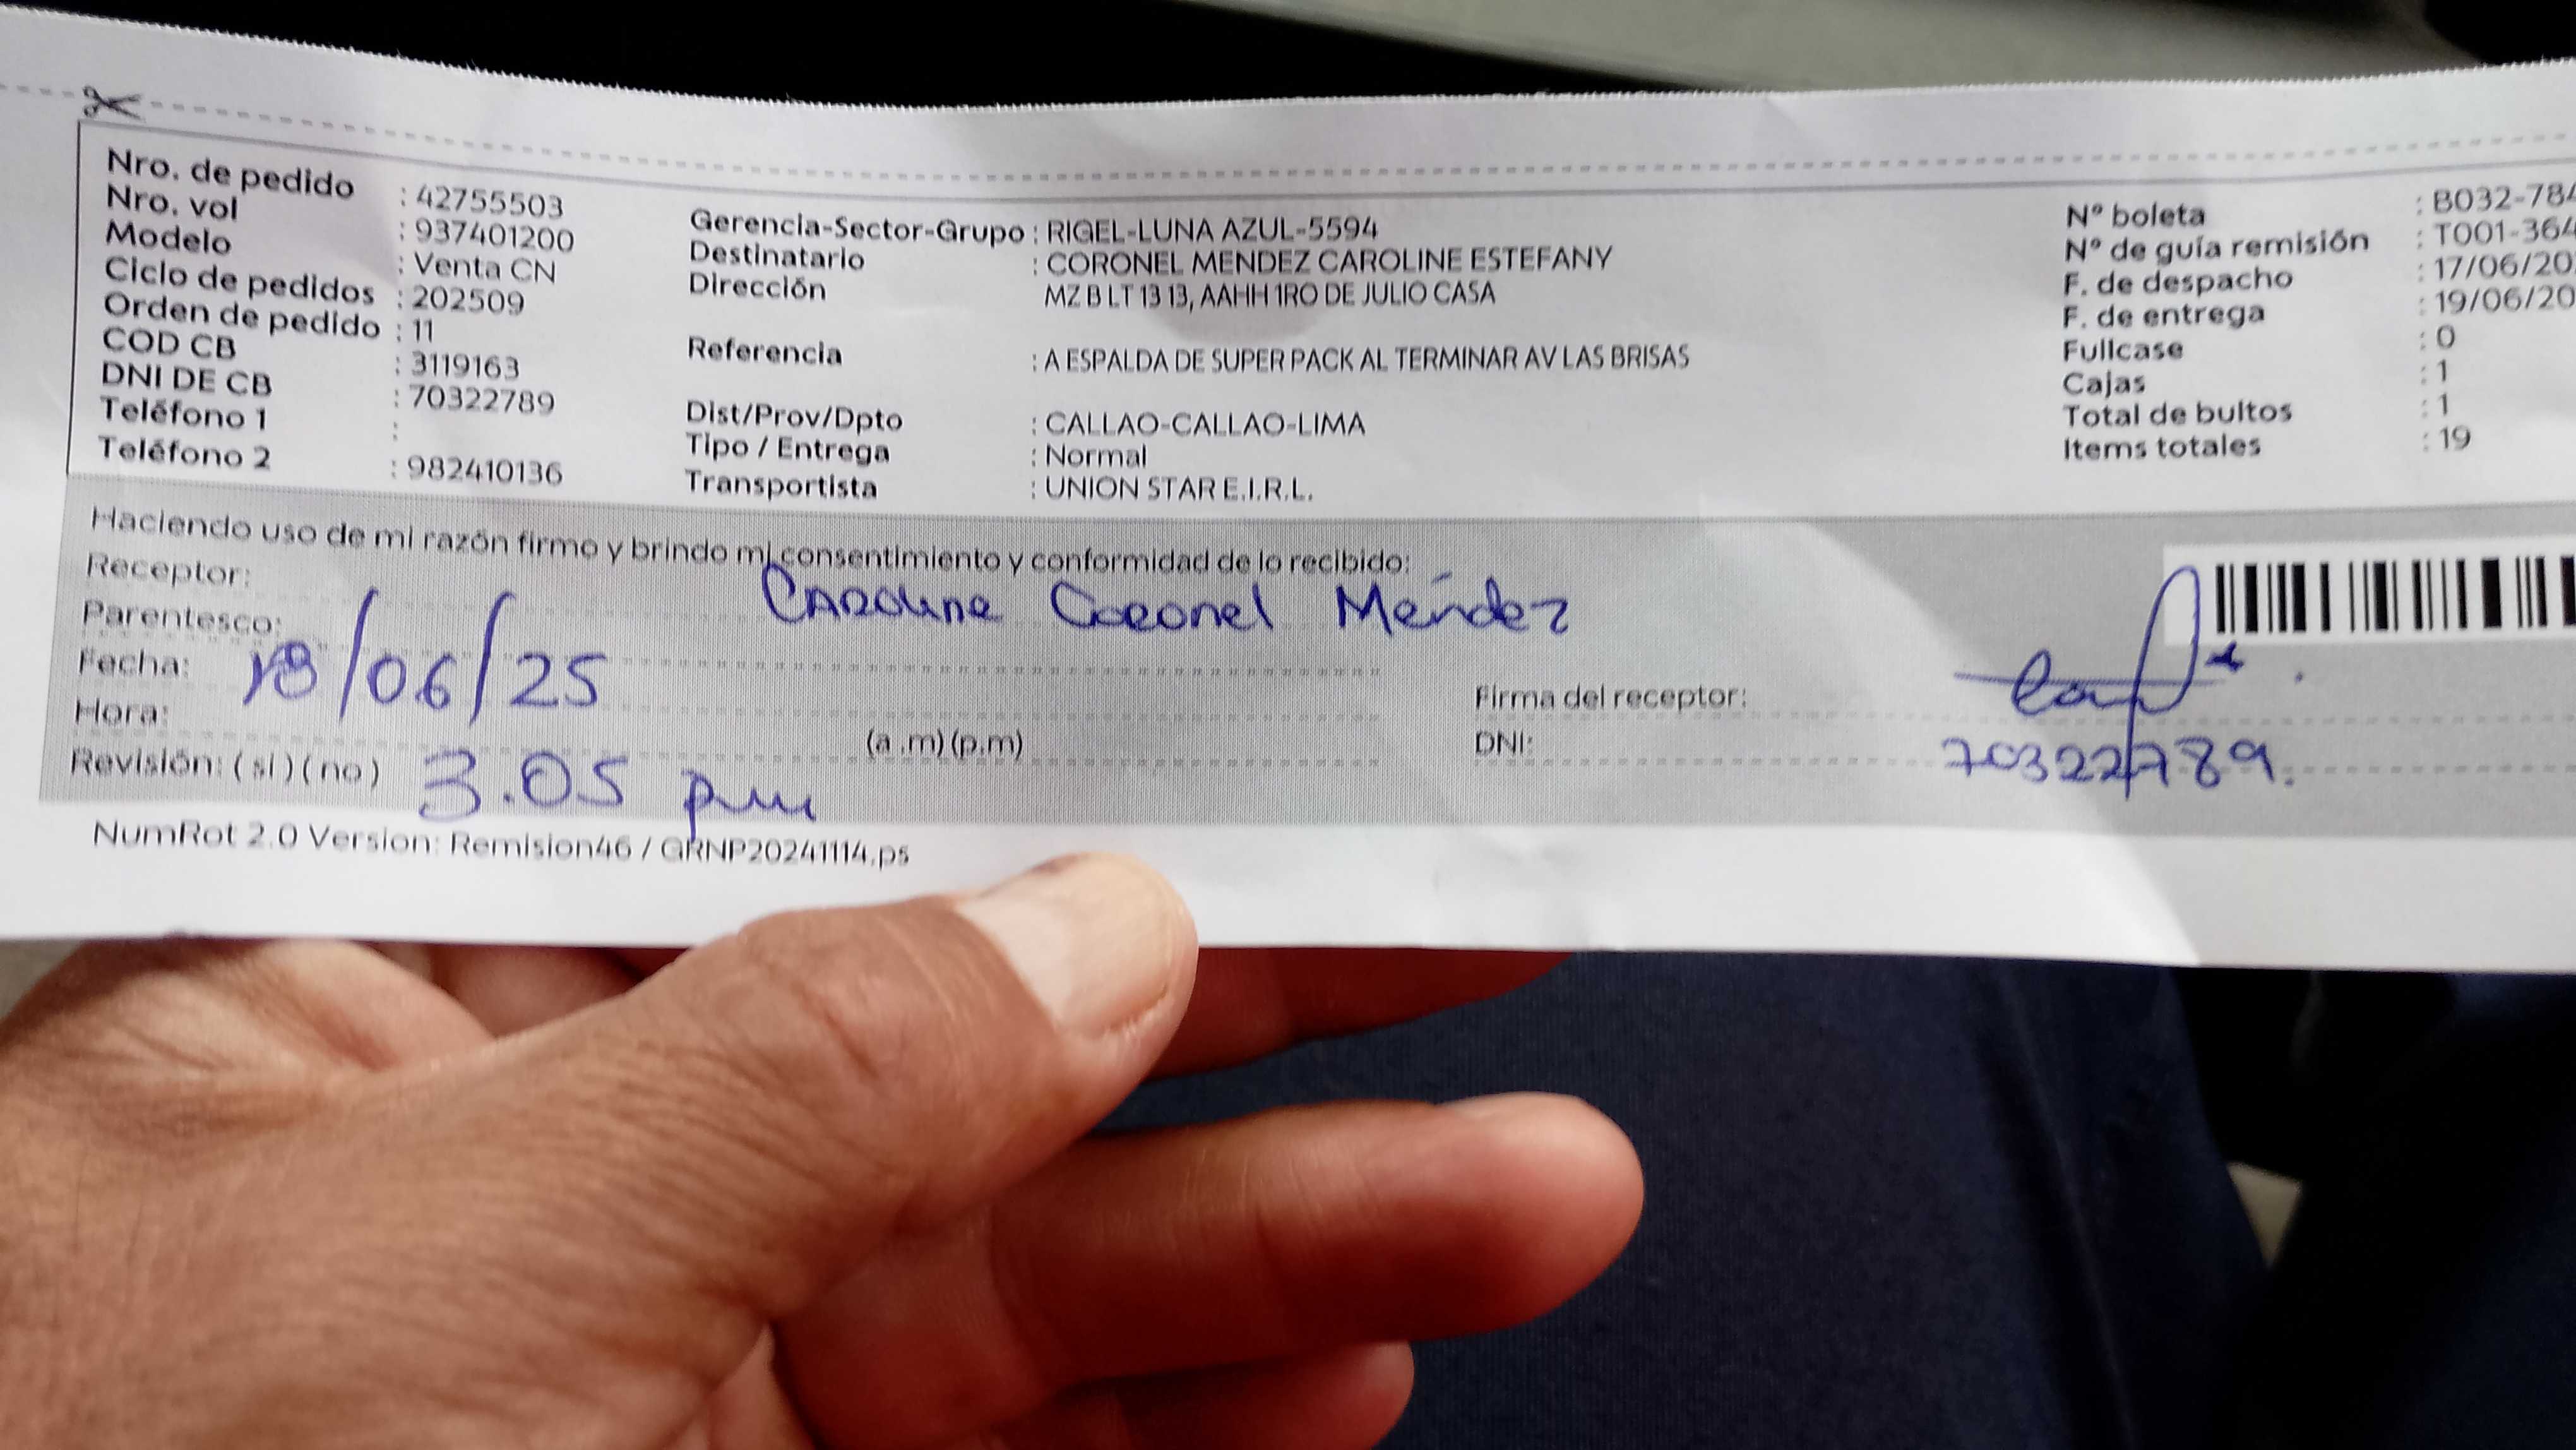 Nro. de pedido : 42755503
Nro. vol : 937401200
Modelo : Venta CN
Ciclo de pedidos : 202509
Orden de pedido : 11
COD CB : 3119163
DNI DE CB : 70322789
Teléfono 1 :
Teléfono 2 : 982410136
Gerencia-Sector-Grupo : RIGEL-LUNA AZUL-5594
Destinatario : CORONEL MENDEZ CAROLINE ESTEFANY
Dirección MZ B LT 13 13, AAHH 1RO DE JULIO CASA
Referencia : A ESPALDA DE SUPER PACK AL TERMINAR AV LAS BRISAS
Dist/Prov/Dpto : CALLAO-CALLAO-LIMA
Tipo / Entrega : Normal
Transportista : UNION STAR E.I.R.L.
N° boleta : B032-784
N° de guía remisión : T001-364
F. de despacho : 17/06/20
F. de entrega : 19/06/20
Fullcase : 0
Cajas : 1
Total de bultos : 1
Items totales : 19
Haciendo uso de mi razón firmo y brindo mi consentimiento y conformidad de lo recibido:
Receptor: Caroline Coronel Méndez
Parentesco:
Fecha: 18/06/25
Hora: (a .m) (p.m)
Revisión: ( si ) ( no ) 3.05 pm
Firma del receptor:
DNI: 70322789.
NumRot 2.0 Version: Remision46 / GRNP20241114.ps